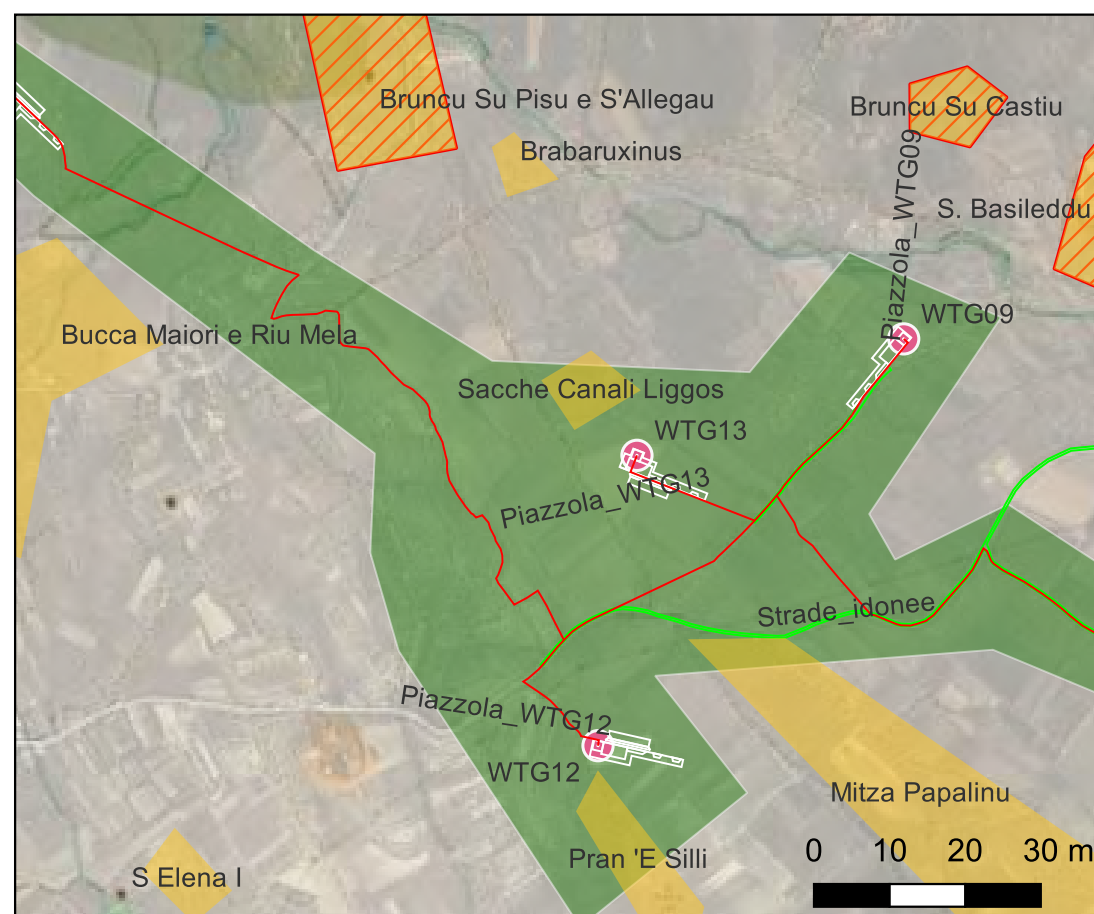 Bruncu Su Pisu e S'Allegau
Bruncu Su Castiu
Brabaruxinus
Piazzola_WTG09
S. Basileddu
WTG09
Bucca Maiori e Riu Mela
Sacche Canali Liggos
WTG13
Piazzola_WTG13
Strade_idonee
Piazzola_WTG12
WTG12
Mitza Papalinu
Pran 'E Silli
S Elena I
0 10 20 30 m